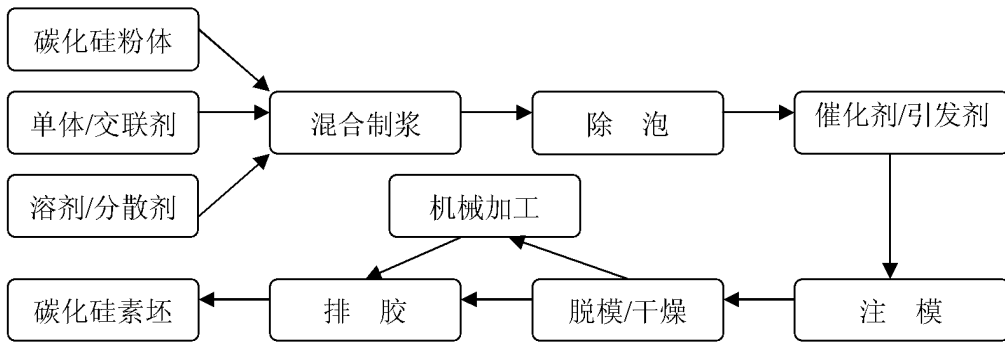 碳化硅粉体
单体/交联剂
混合制浆
除 泡
催化剂/引发剂
溶剂/分散剂
机械加工
碳化硅素坯
排 胶
脱模/干燥
注 模